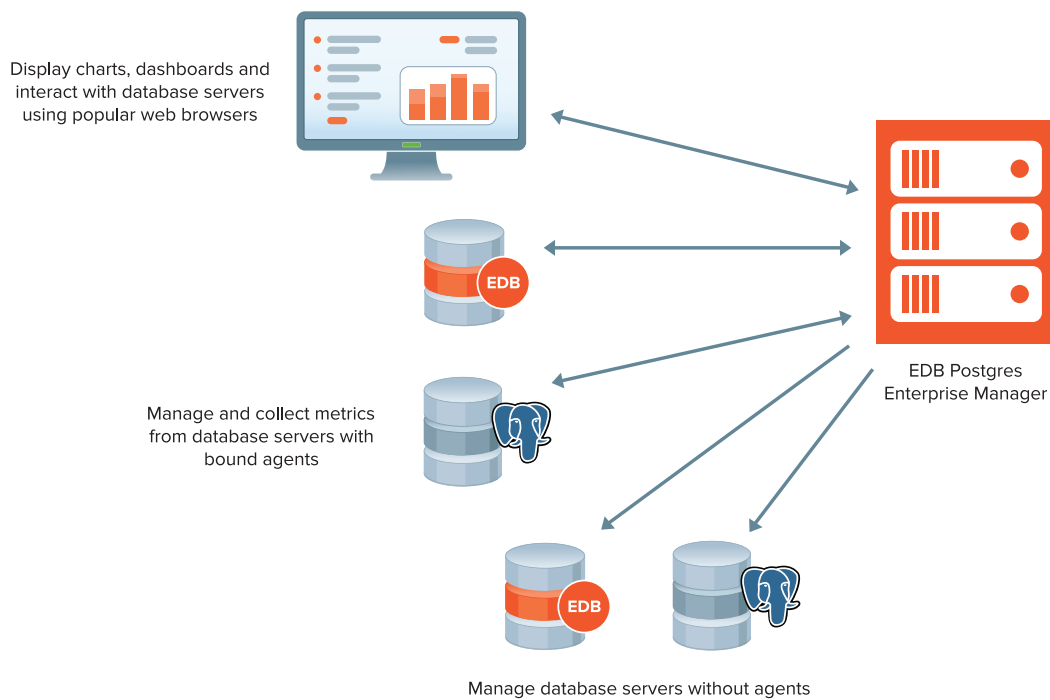 Display charts, dashboards and
interact with database servers
using popular web browsers
EDB
EDB Postgres
Enterprise Manager
Manage and collect metrics
from database servers with
bound agents
EDB
Manage database servers without agents